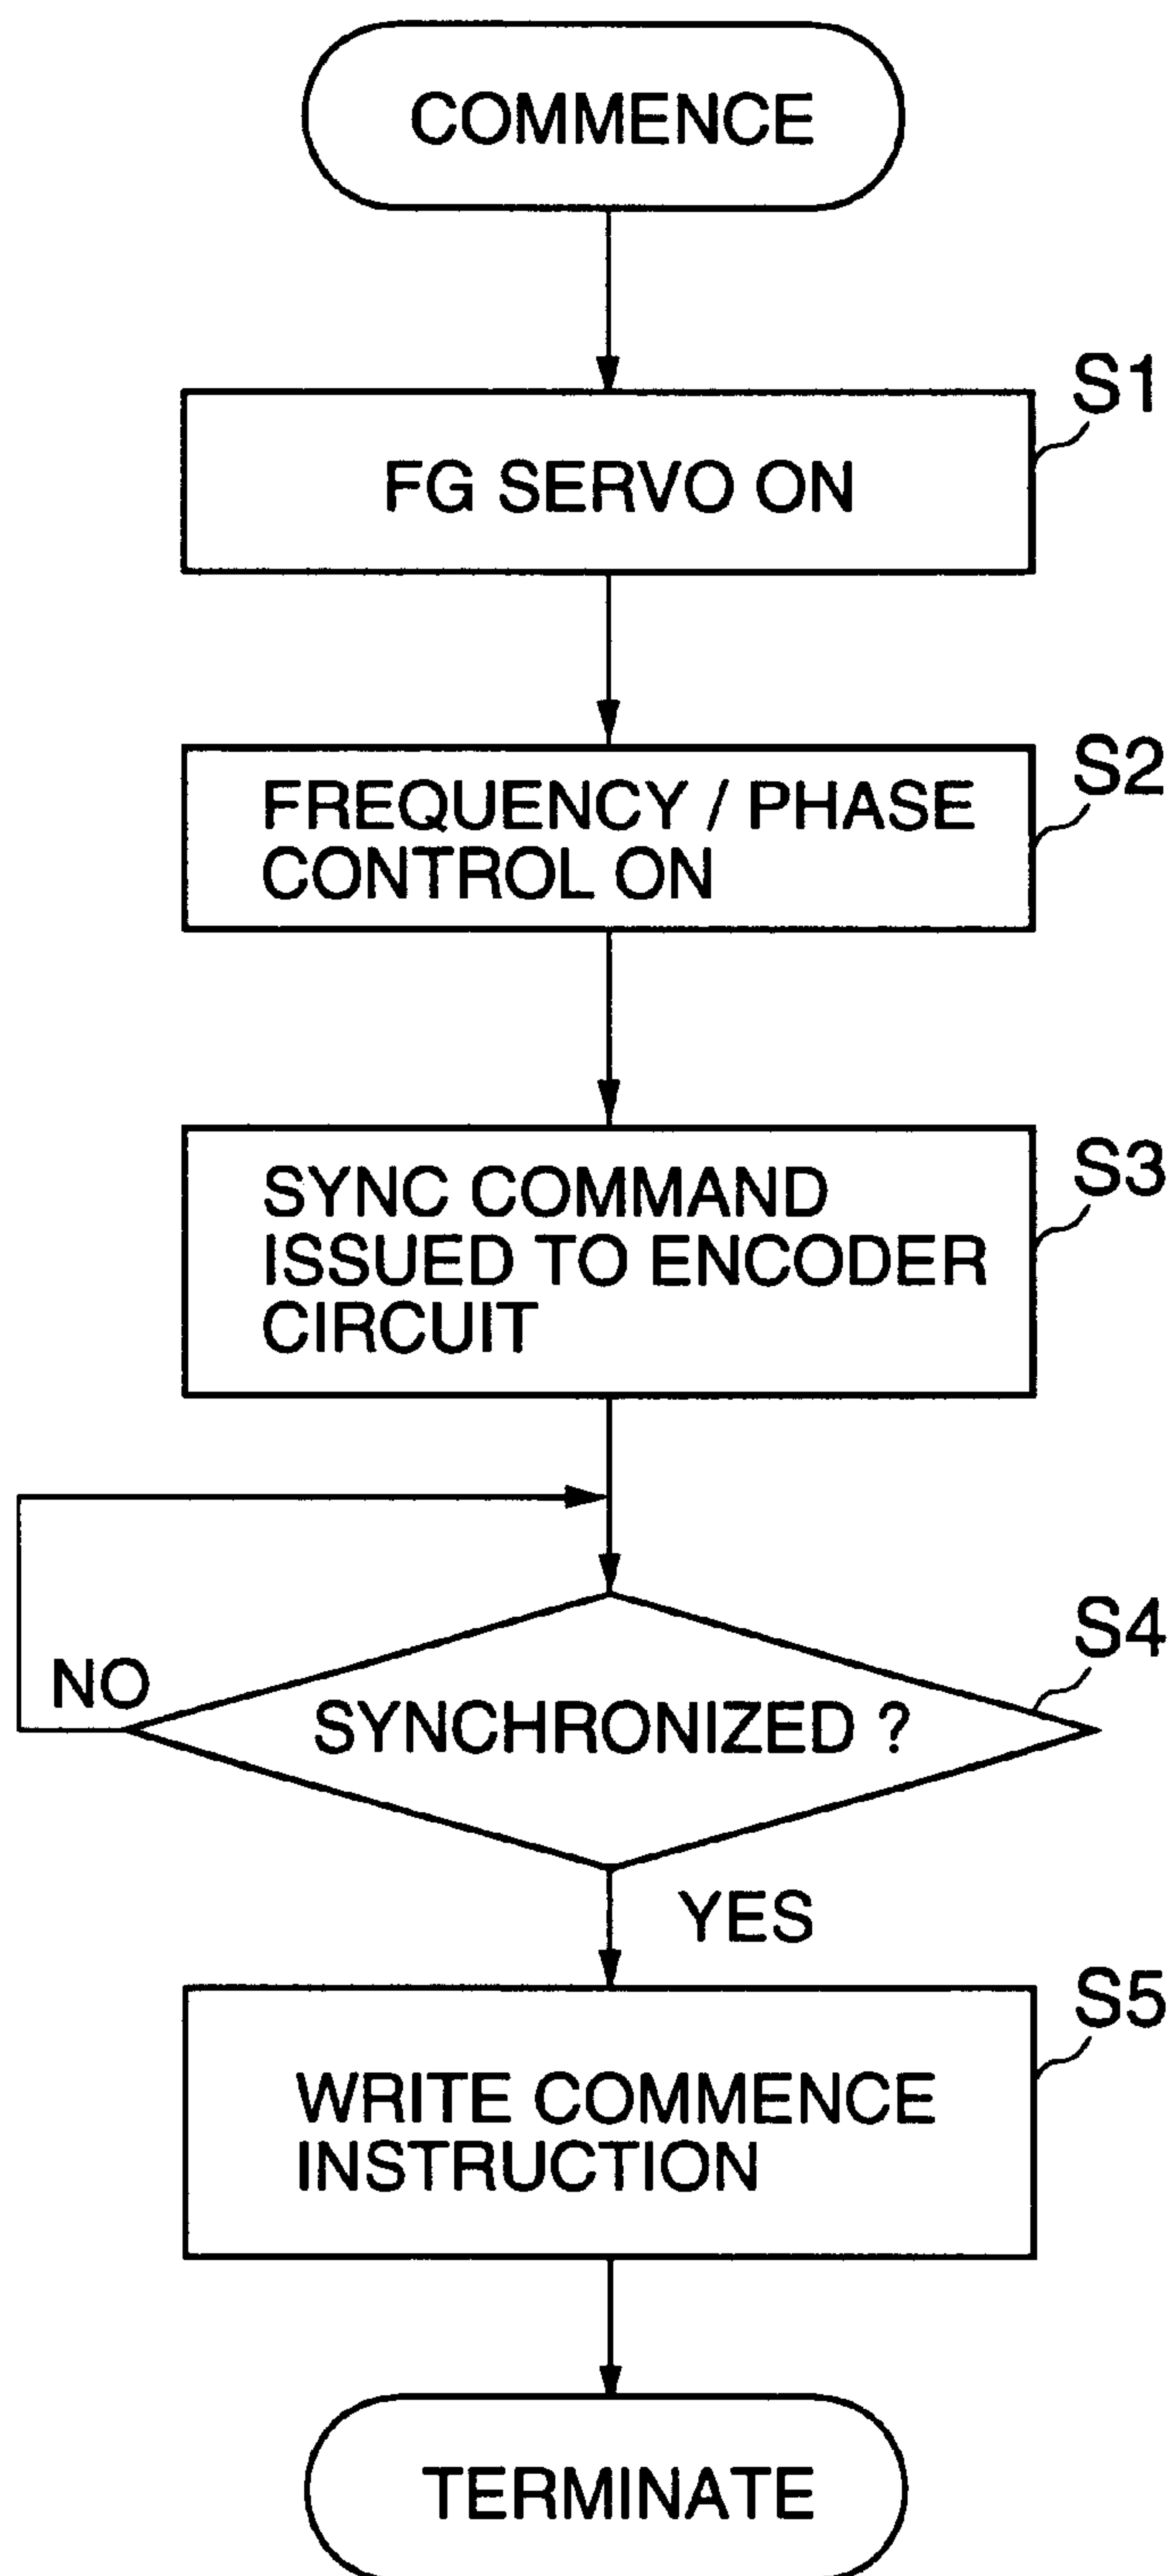 COMMENCE
S1
FG SERVO ON
S2
FREQUENCY / PHASE
CONTROL ON
S3
SYNC COMMAND
ISSUED TO ENCODER
CIRCUIT
S4
NO
SYNCHRONIZED ?
YES
S5
WRITE COMMENCE
INSTRUCTION
TERMINATE